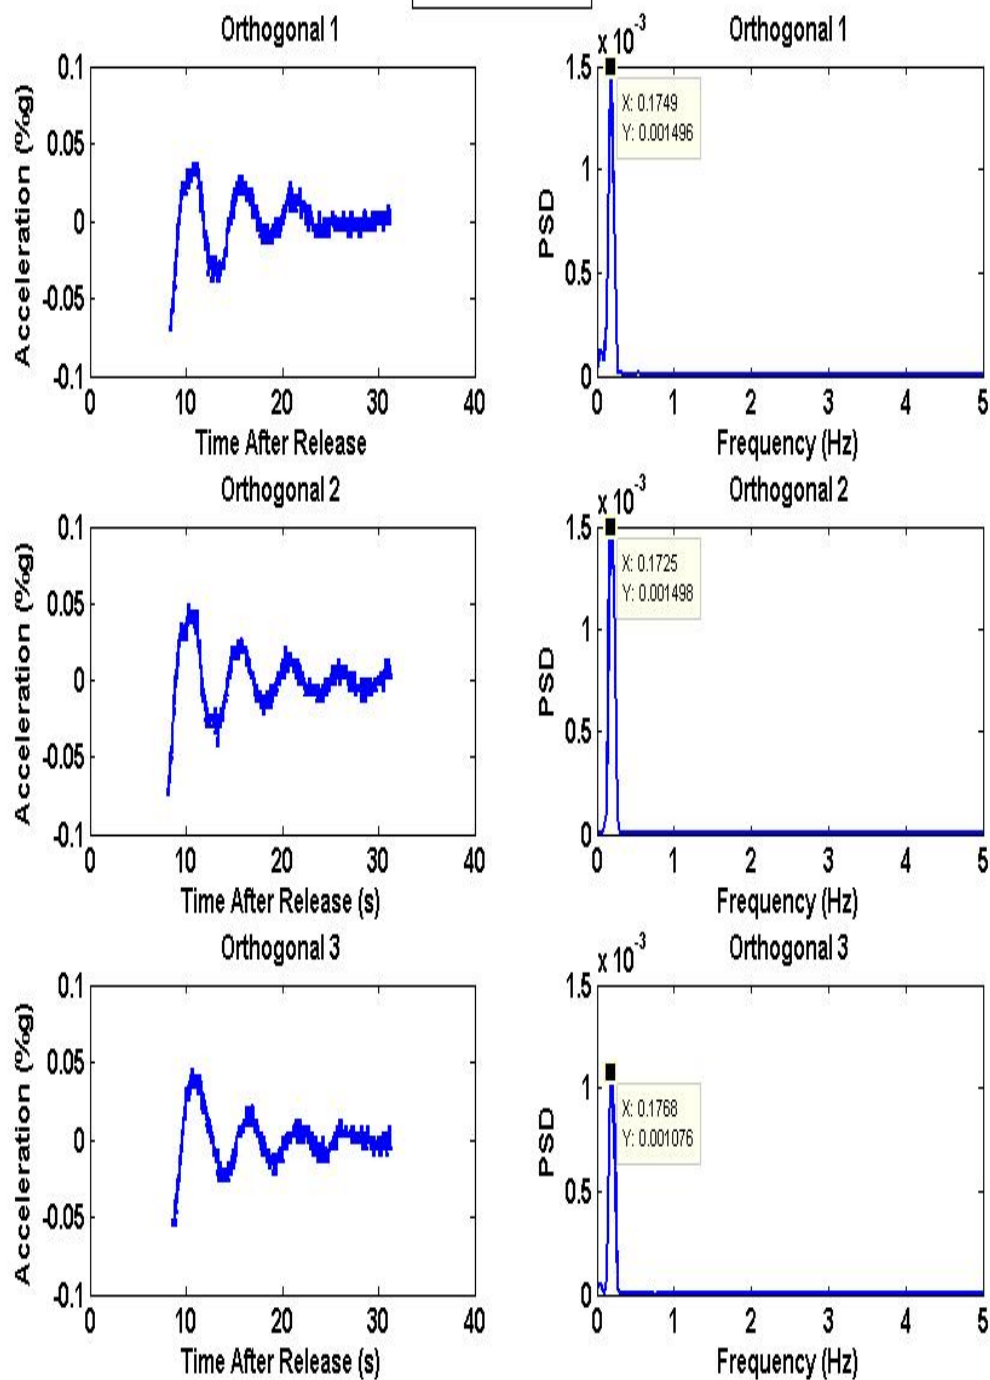 Orthogonal 1
Acceleration (%g)
0.1
0.05
0
-0.05
-0.1
0 10 20 30 40
Time After Release
Orthogonal 1
x 10-3
PSD
1.5
1
0.5
0
X: 0.1749
Y: 0.001496
0 1 2 3 4 5
Frequency (Hz)
Orthogonal 2
Acceleration (%g)
0.1
0.05
0
-0.05
-0.1
0 10 20 30 40
Time After Release (s)
Orthogonal 2
x 10-3
PSD
1.5
1
0.5
0
X: 0.1725
Y: 0.001498
0 1 2 3 4 5
Frequency (Hz)
Orthogonal 3
Acceleration (%g)
0.1
0.05
0
-0.05
-0.1
0 10 20 30 40
Time After Release (s)
Orthogonal 3
x 10-3
PSD
1.5
1
0.5
0
X: 0.1768
Y: 0.001076
0 1 2 3 4 5
Frequency (Hz)